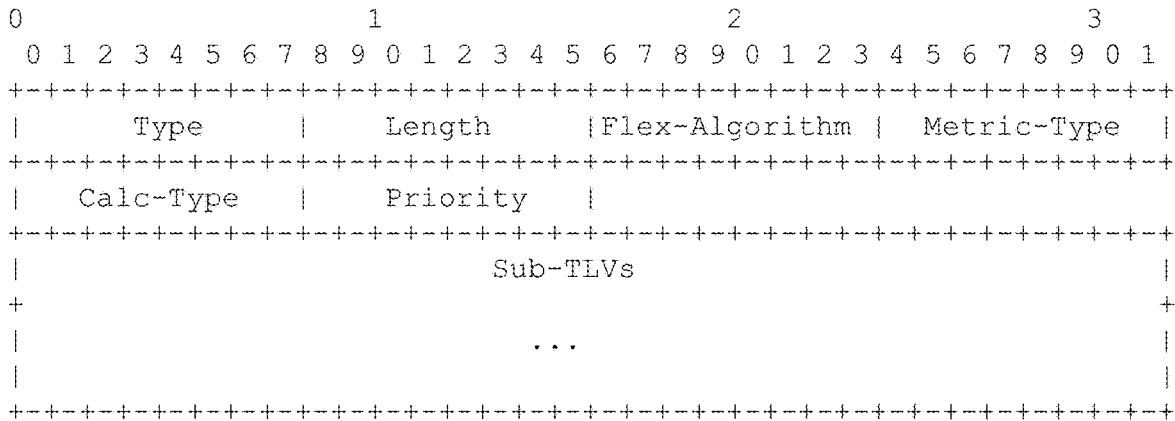 0                   1                   2                   3
 0 1 2 3 4 5 6 7 8 9 0 1 2 3 4 5 6 7 8 9 0 1 2 3 4 5 6 7 8 9 0 1
+-+-+-+-+-+-+-+-+-+-+-+-+-+-+-+-+-+-+-+-+-+-+-+-+-+-+-+-+-+-+-+-+
|      Type     |    Length     |Flex-Algorithm |  Metric-Type  |
+-+-+-+-+-+-+-+-+-+-+-+-+-+-+-+-+-+-+-+-+-+-+-+-+-+-+-+-+-+-+-+-+
|   Calc-Type   |    Priority   |
+-+-+-+-+-+-+-+-+-+-+-+-+-+-+-+-+-+-+-+-+-+-+-+-+-+-+-+-+-+-+-+-+
|                          Sub-TLVs                             |
+                                                               +
|                            ...                                |
|                                                               |
+-+-+-+-+-+-+-+-+-+-+-+-+-+-+-+-+-+-+-+-+-+-+-+-+-+-+-+-+-+-+-+-+